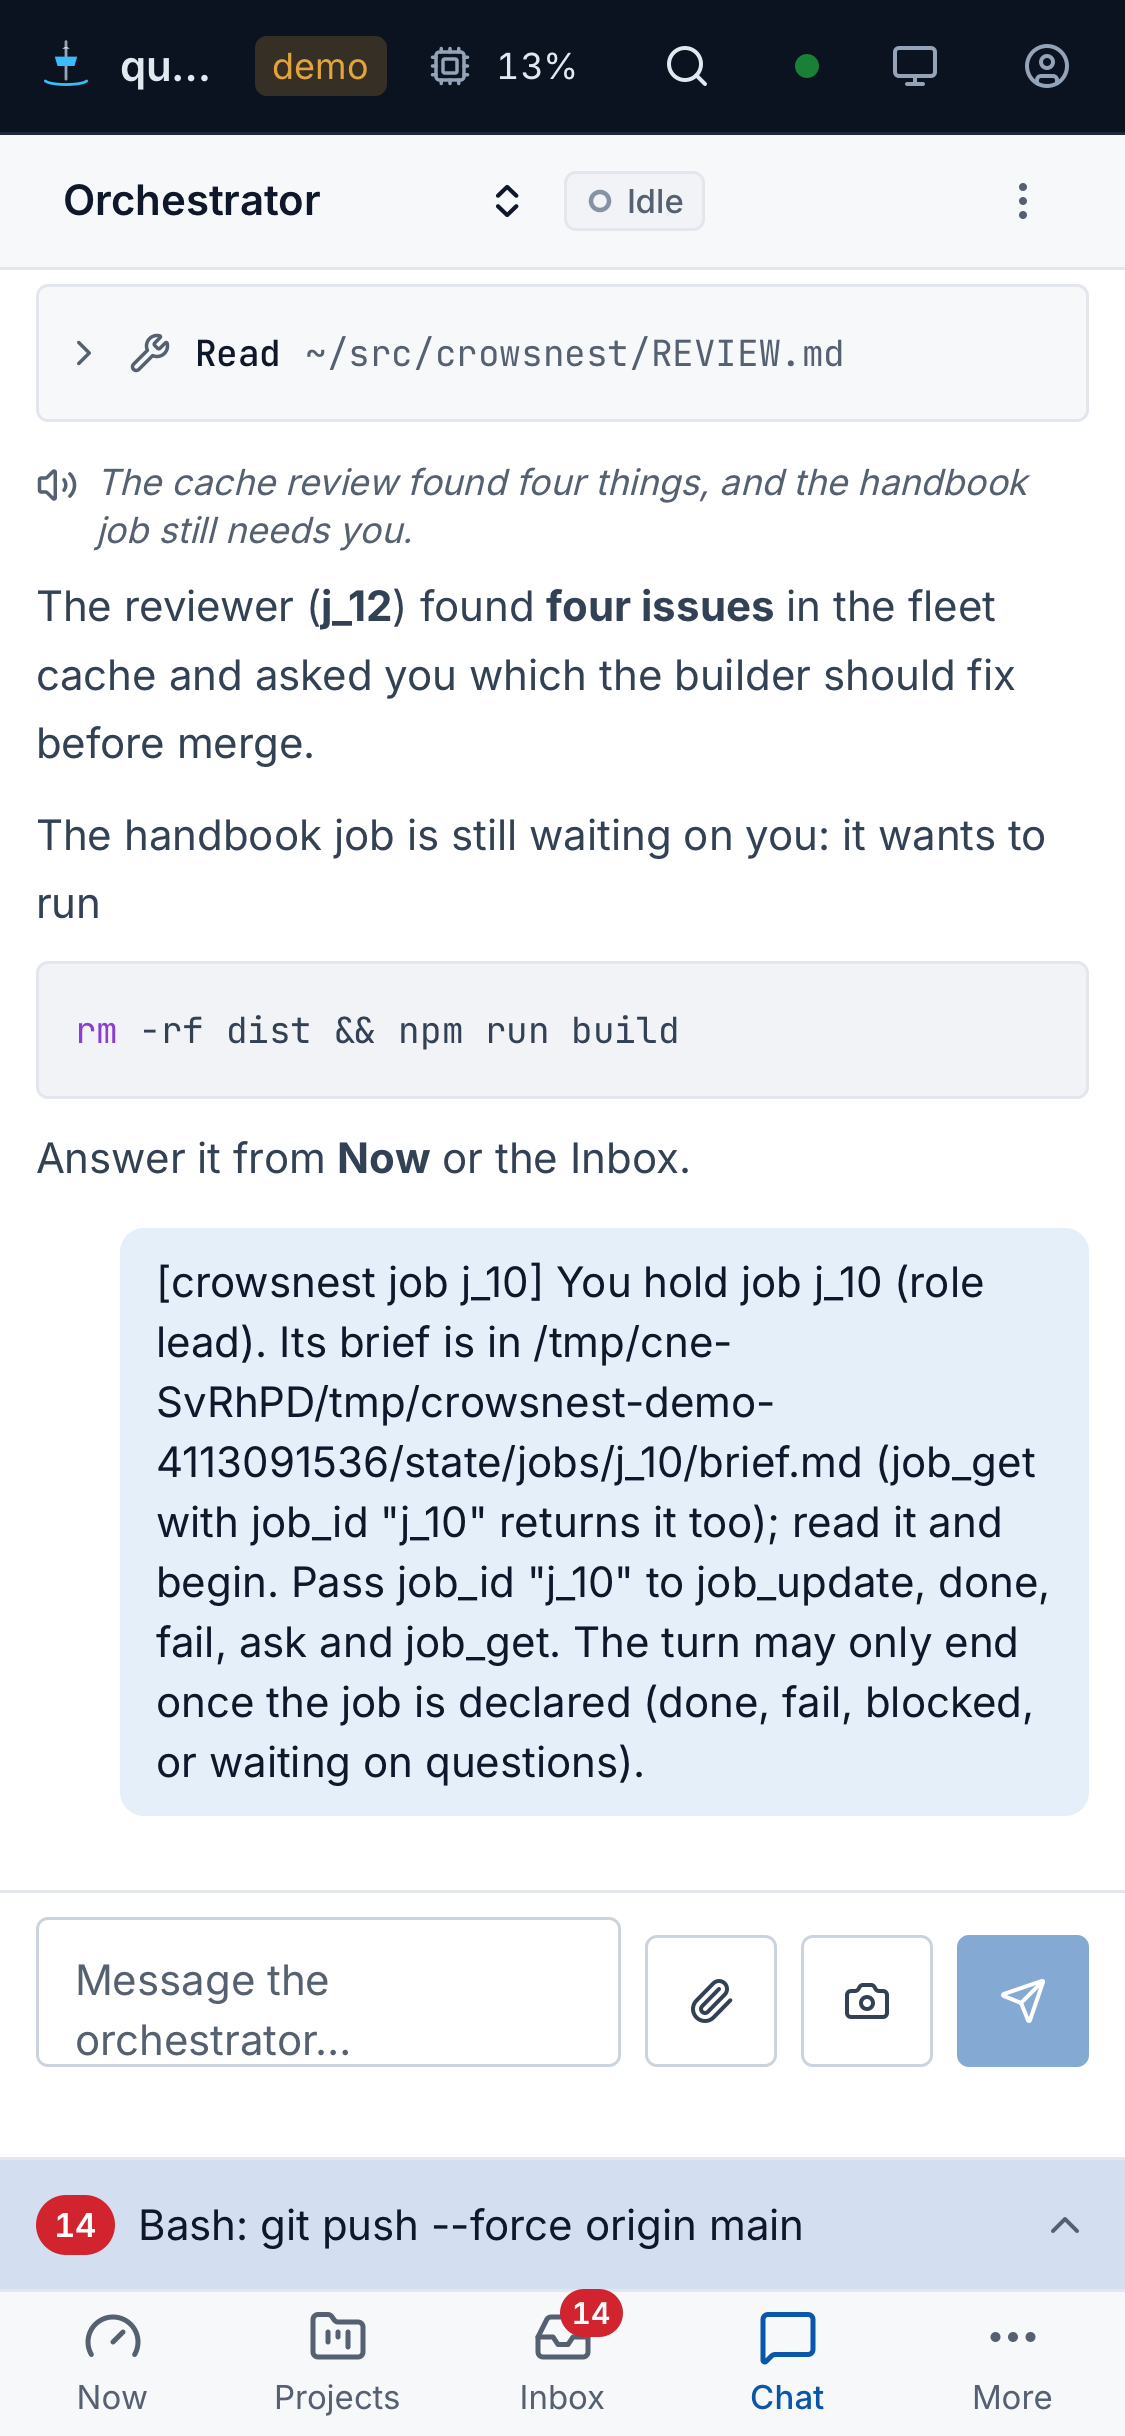 qu...
demo
13%
Orchestrator
Idle
Read ~/src/crowsnest/REVIEW.md
The cache review found four things, and the handbook
job still needs you.
The reviewer (j_12) found four issues in the fleet
cache and asked you which the builder should fix
before merge.
The handbook job is still waiting on you: it wants to
run
rm -rf dist && npm run build
Answer it from Now or the Inbox.
[crowsnest job j_10] You hold job j_10 (role
lead). Its brief is in /tmp/cne-
SvRhPD/tmp/crowsnest-demo-
4113091536/state/jobs/j_10/brief.md (job_get
with job_id "j_10" returns it too); read it and
begin. Pass job_id "j_10" to job_update, done,
fail, ask and job_get. The turn may only end
once the job is declared (done, fail, blocked,
or waiting on questions).
Message the
orchestrator...
14
Bash: git push --force origin main
14
Now
Projects
Inbox
Chat
More